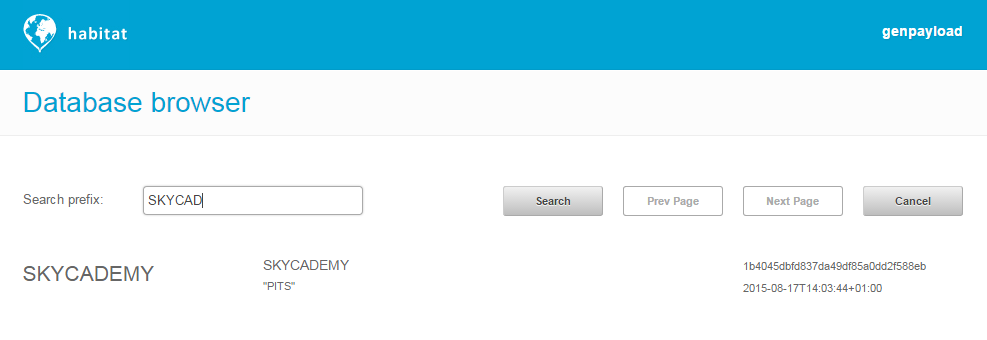 habitat
genpayload
Database browser
Search prefix: SKYCAD Search Prev Page Next Page Cancel
SKYCADEMY SKYCADEMY 1b4045dbfd837da49df85a0dd2f588eb
"PITS" 2015-08-17T14:03:44+01:00